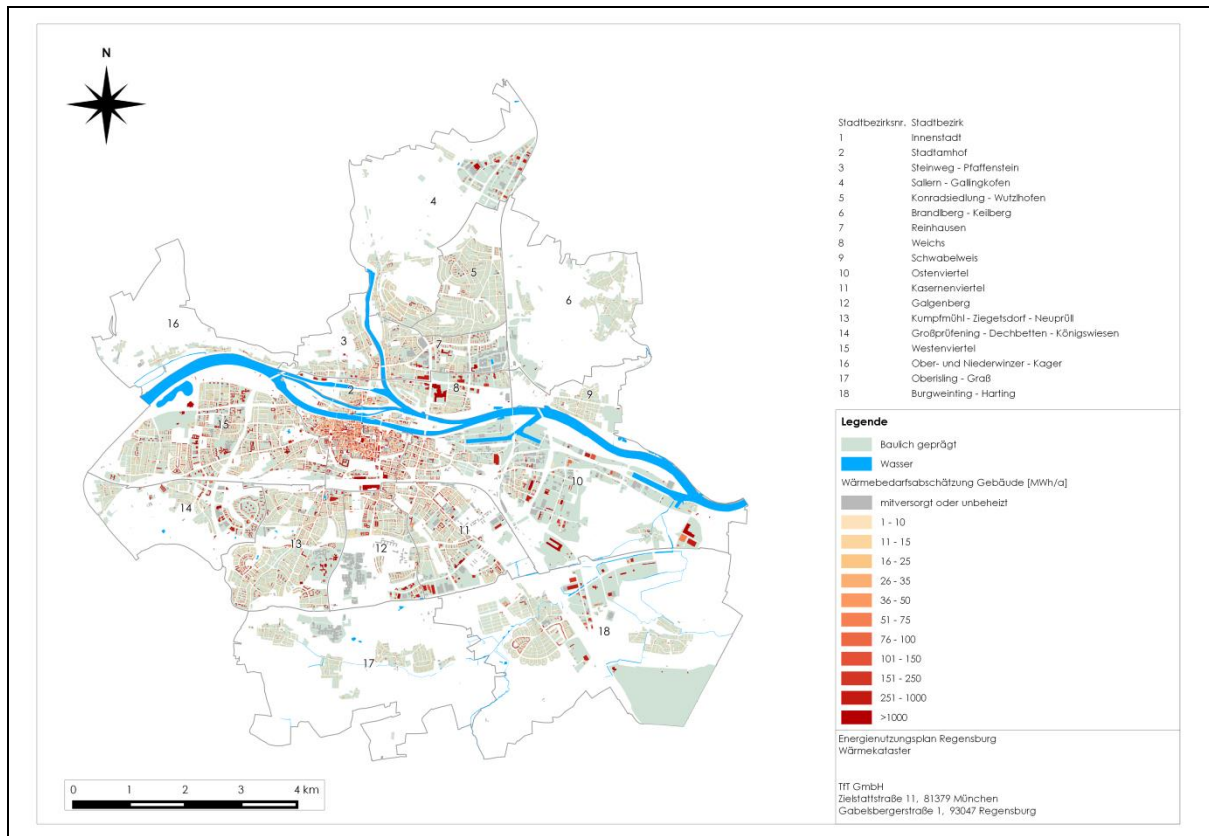 N
Stadtbezirksnr. Stadtbezirk
1 Innenstadt
2 Stadtamhof
3 Steinweg - Pfaffenstein
4 Sallern - Gallingkofen
5 Konradsiedlung - Wutzlhofen
6 Brandlberg - Keilberg
7 Reinhausen
8 Weichs
9 Schwabelweis
10 Ostenviertel
11 Kasernenviertel
12 Galgenberg
13 Kumpfmühl - Ziegetsdorf - Neuprüll
14 Großprüfening - Dechbetten - Königswiesen
15 Westenviertel
16 Ober- und Niederwinzer - Kager
17 Oberisling - Graß
18 Burgweinting - Harting
4
5
6
16
3
7
2
8
9
15
10
14
13
12
11
18
17
Legende
Baulich geprägt
Wasser
Wärmebedarfsabschätzung Gebäude [MWh/a]
mitversorgt oder unbeheizt
1 - 10
11 - 15
16 - 25
26 - 35
36 - 50
51 - 75
76 - 100
101 - 150
151 - 250
251 - 1000
>1000
Energienutzungsplan Regensburg
Wärmekataster
TfT GmbH
Zielstattstraße 11, 81379 München
Gabelsbergerstraße 1, 93047 Regensburg
0 1 2 3 4 km